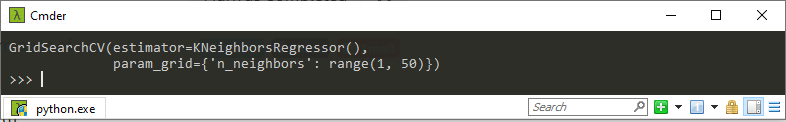 Cmder
GridSearchCV(estimator=KNeighborsRegressor(),
             param_grid={'n_neighbors': range(1, 50)})
>>>
python.exe
Search